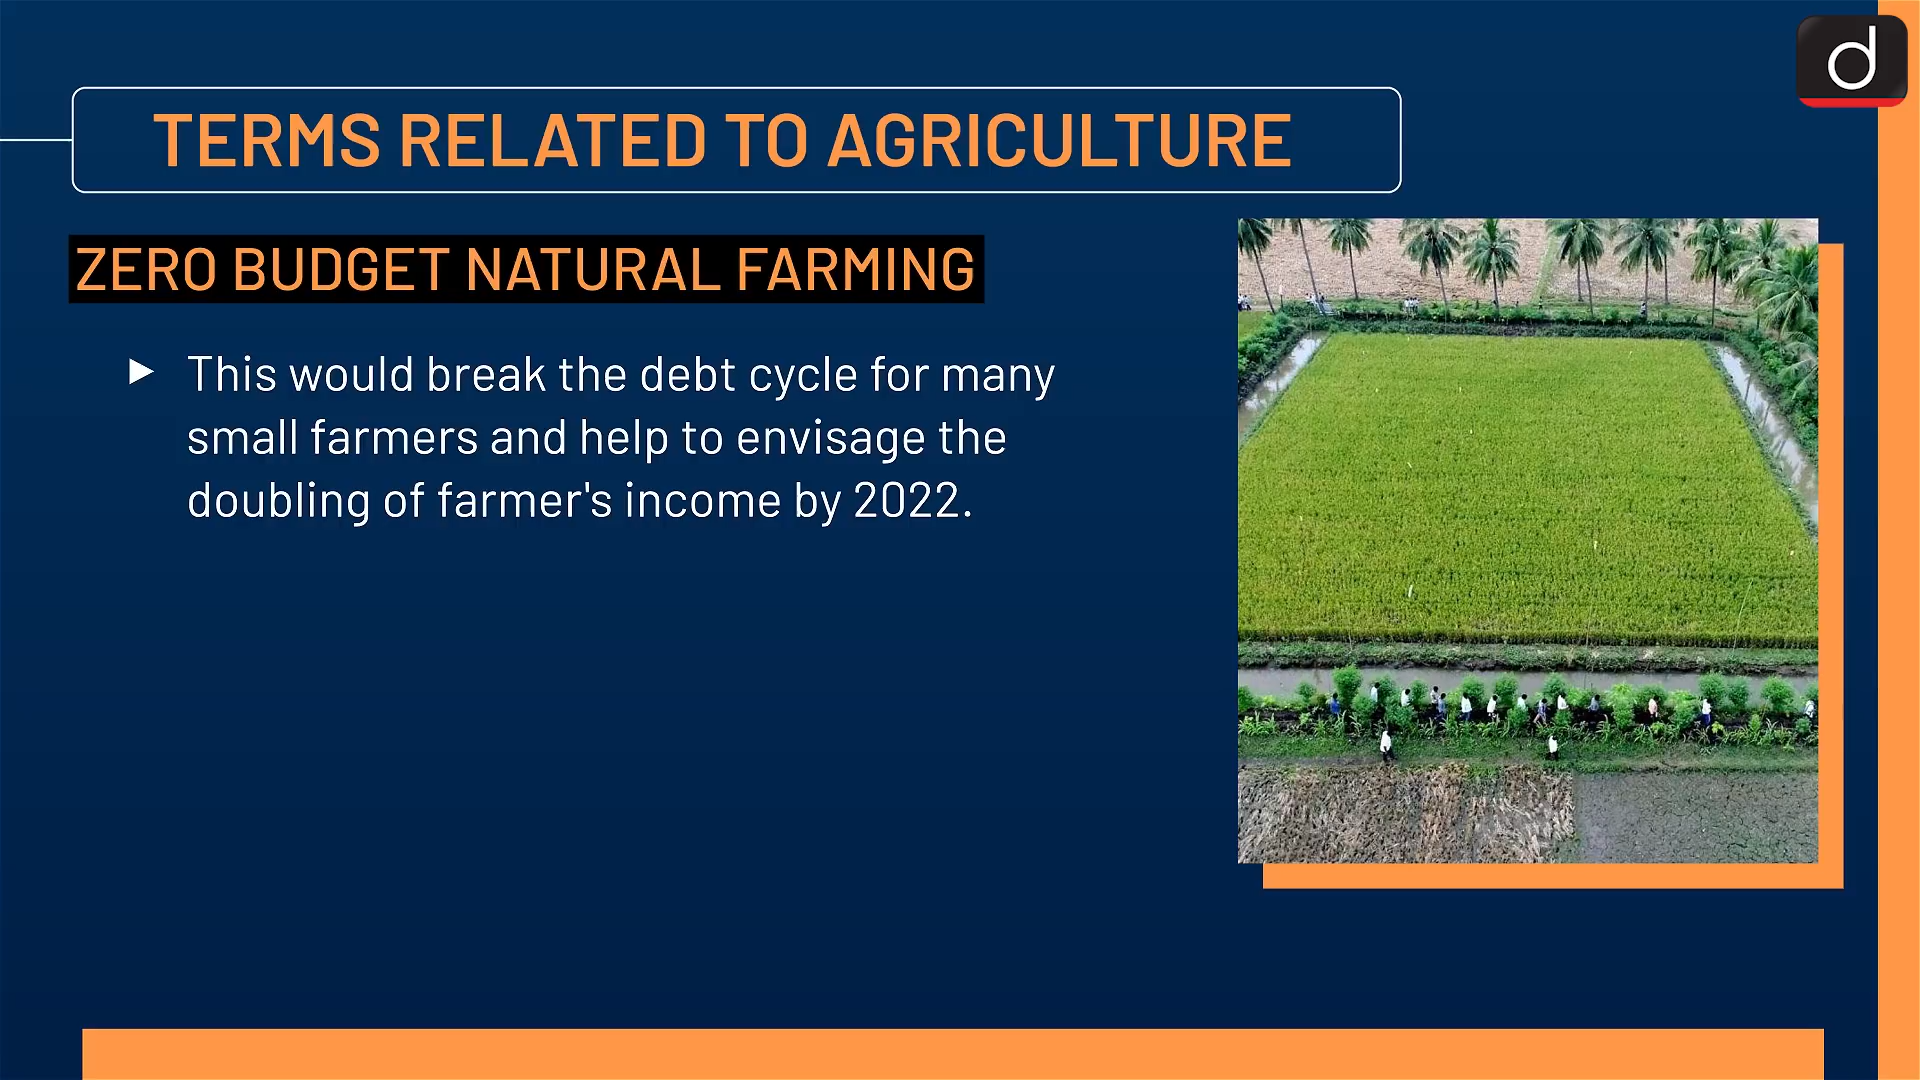 d
TERMS RELATED TO AGRICULTURE
ZERO BUDGET NATURAL FARMING
▶ This would break the debt cycle for many
small farmers and help to envisage the
doubling of farmer's income by 2022.